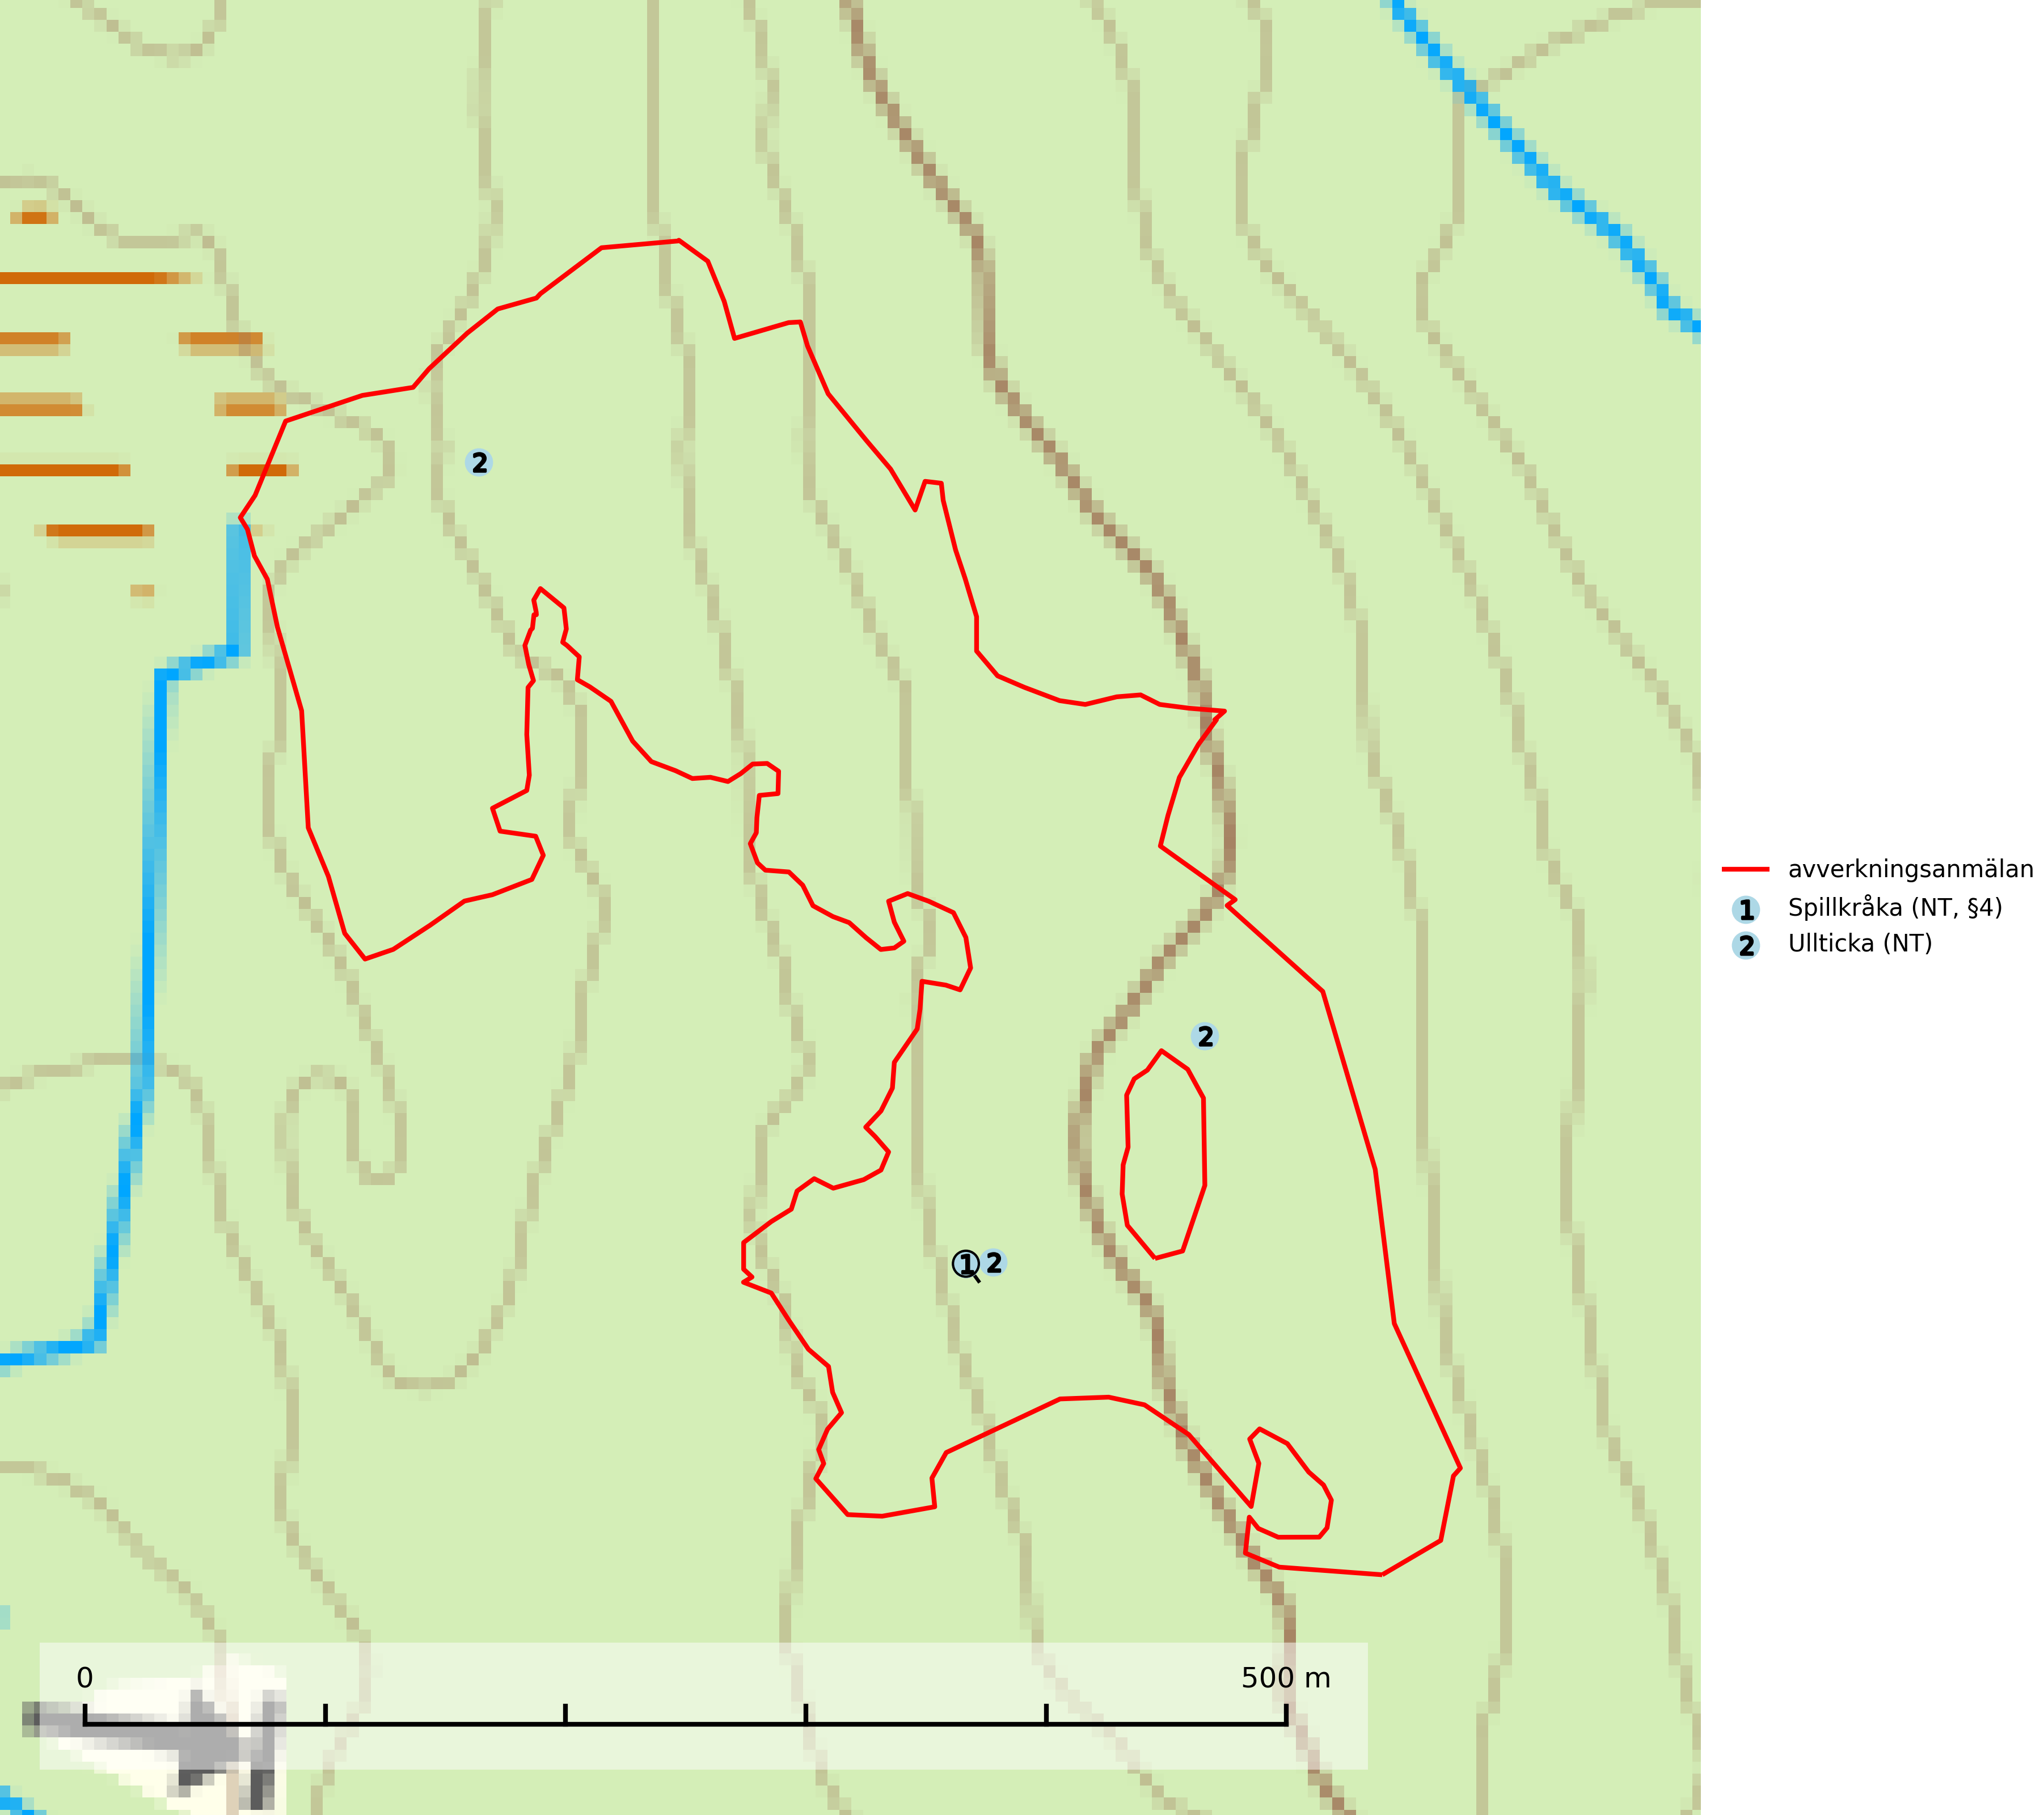 2
2
1 2
avverkningsanmälan
1 Spillkråka (NT, §4)
2 Ullticka (NT)
0 500 m